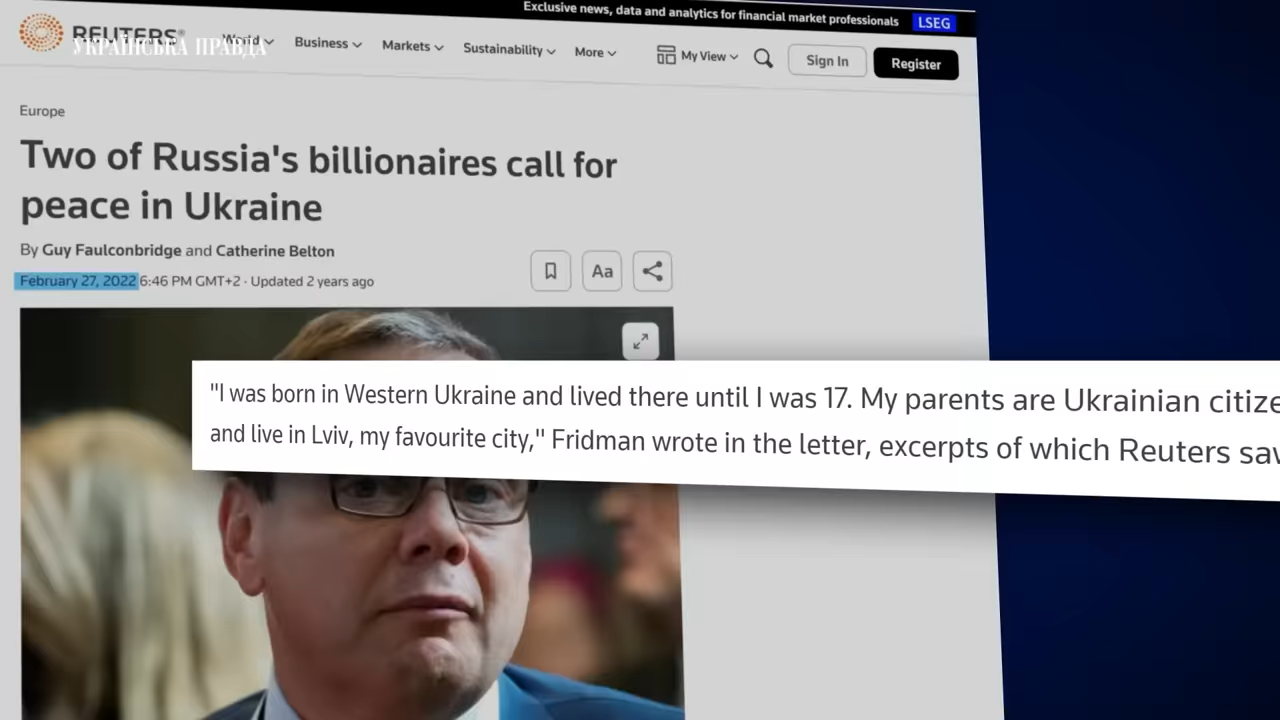 Exclusive news, data and analytics for financial market professionals LSEG
REUTERS
УКРАЇНСЬКА ПРАВДА
World Business Markets Sustainability More My View Sign In Register
Europe
Two of Russia's billionaires call for
peace in Ukraine
By Guy Faulconbridge and Catherine Belton
February 27, 2022 6:46 PM GMT+2 · Updated 2 years ago
Aa
"I was born in Western Ukraine and lived there until I was 17. My parents are Ukrainian citize
and live in Lviv, my favourite city," Fridman wrote in the letter, excerpts of which Reuters sav